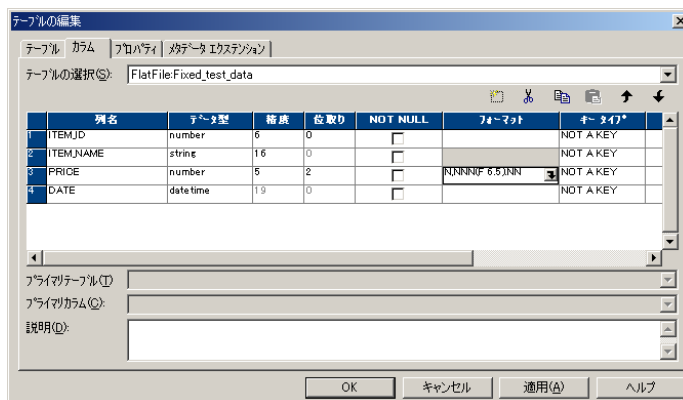 テーブルの編集
テーブル カラム プロパティ メタデータ エクステンション
テーブルの選択(S): FlatFile:Fixed_test_data
列名 データ型 精度 位取り NOT NULL フォーマット キー タイプ
1 ITEM_ID number 6 0 NOT A KEY
2 ITEM_NAME string 16 0 NOT A KEY
3 PRICE number 5 2 N,NNN(F 6.5).NN NOT A KEY
4 DATE datetime 19 0 NOT A KEY
プライマリテーブル(T)
プライマリカラム(C):
説明(D):
OK キャンセル 適用(A) ヘルプ